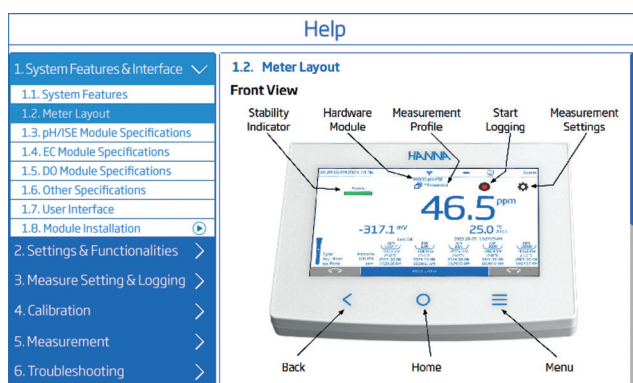 Help
1. System Features & Interface
1.1. System Features
1.2. Meter Layout
1.3. pH/ISE Module Specifications
1.4. EC Module Specifications
1.5. DO Module Specifications
1.6. Other Specifications
1.7. User Interface
1.8. Module Installation
2. Settings & Functionalities
3. Measure Setting & Logging
4. Calibration
5. Measurement
6. Troubleshooting
1.2. Meter Layout
Front View
Stability Indicator
Hardware Module
Measurement Profile
Start Logging
Measurement Settings
HANNA
46.5 ppm
-317.1 mV
25.0 °C
Back
Home
Menu